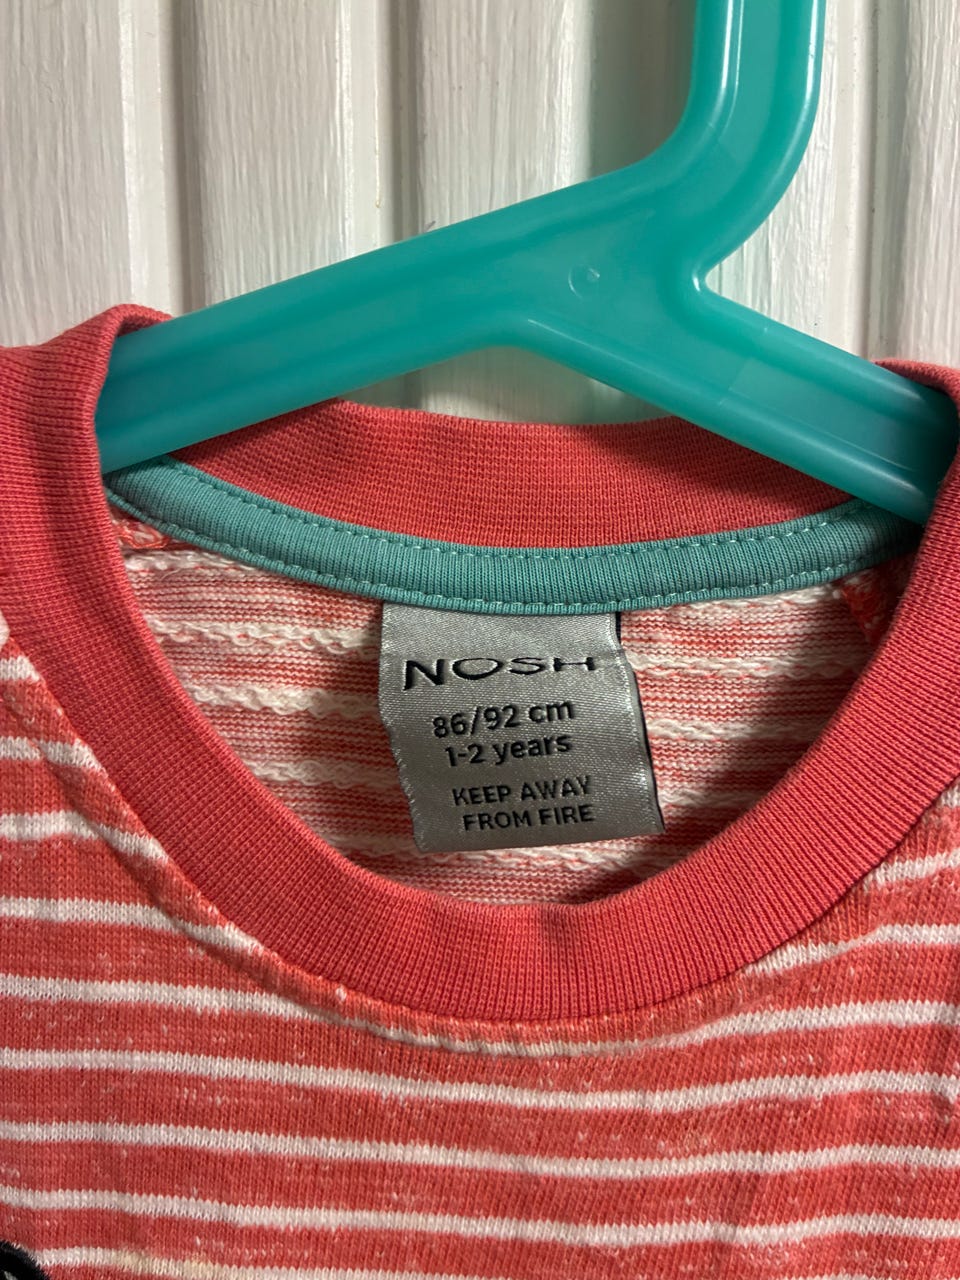 NOSH
86/92 cm
1-2 years
KEEP AWAY
FROM FIRE